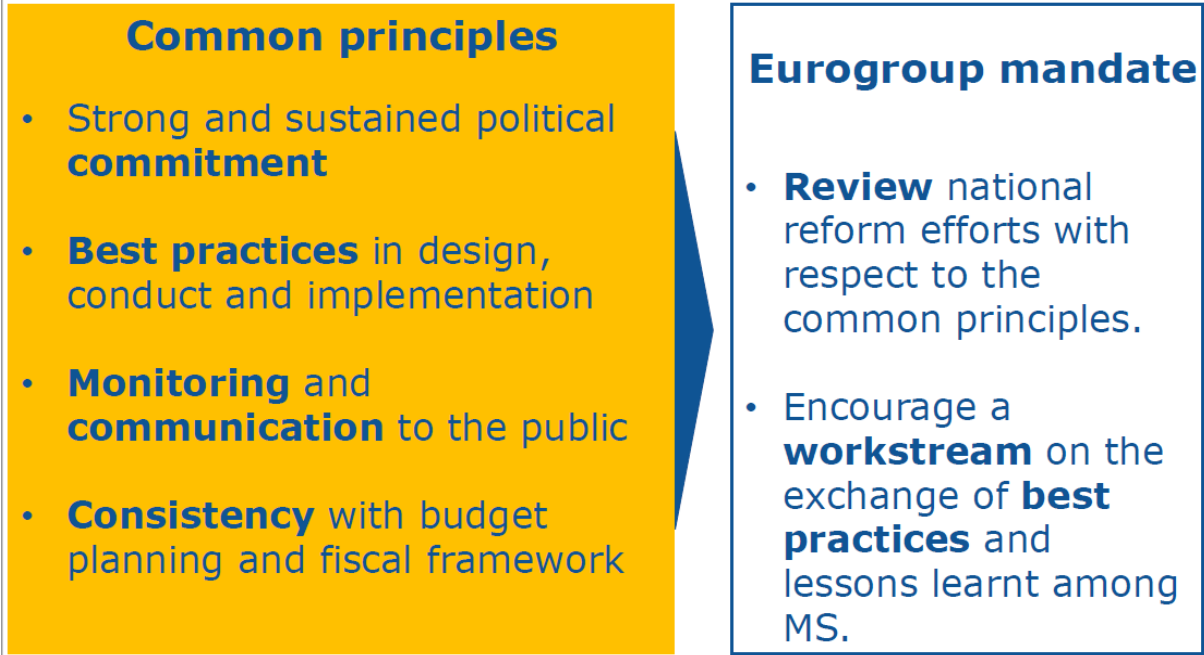 Common principles
• Strong and sustained political
commitment
• Best practices in design,
conduct and implementation
• Monitoring and
communication to the public
• Consistency with budget
planning and fiscal framework
Eurogroup mandate
• Review national
reform efforts with
respect to the
common principles.
• Encourage a
workstream on the
exchange of best
practices and
lessons learnt among
MS.